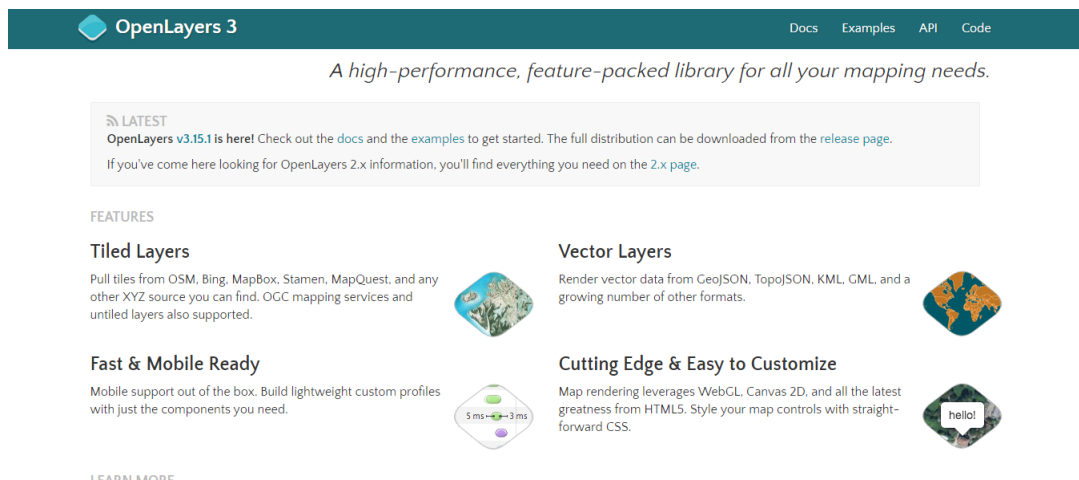 OpenLayers 3
Docs Examples API Code
A high-performance, feature-packed library for all your mapping needs.
LATEST
OpenLayers v3.15.1 is here! Check out the docs and the examples to get started. The full distribution can be downloaded from the release page.
If you've come here looking for OpenLayers 2.x information, you'll find everything you need on the 2.x page.
FEATURES
Tiled Layers
Pull tiles from OSM, Bing, MapBox, Stamen, MapQuest, and any
other XYZ source you can find. OGC mapping services and
untiled layers also supported.
Vector Layers
Render vector data from GeoJSON, TopoJSON, KML, GML, and a
growing number of other formats.
Fast & Mobile Ready
Mobile support out of the box. Build lightweight custom profiles
with just the components you need.
5 ms 3 ms
Cutting Edge & Easy to Customize
Map rendering leverages WebGL, Canvas 2D, and all the latest
greatness from HTML5. Style your map controls with straight-
forward CSS.
hello!
LEARN MORE